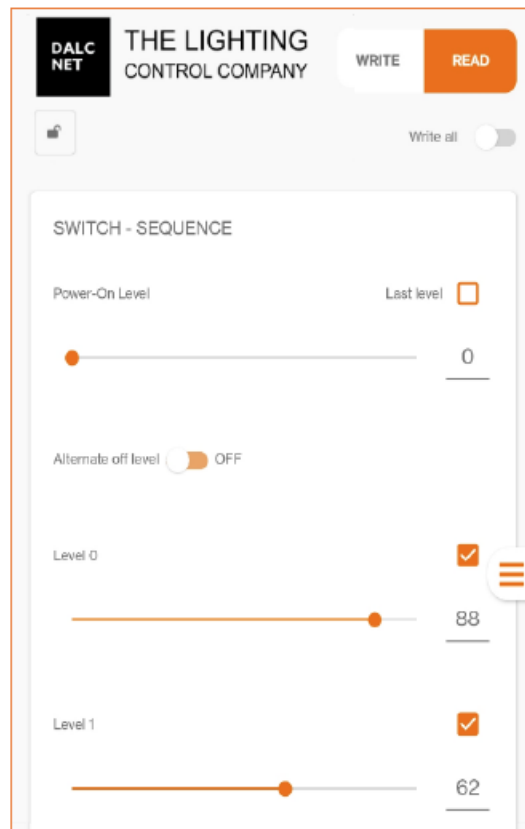 DALC
NET
THE LIGHTING
CONTROL COMPANY
WRITE
READ
Write all
SWITCH - SEQUENCE
Power-On Level
Last level
0
Alternate off level
OFF
Level 0
88
Level 1
62